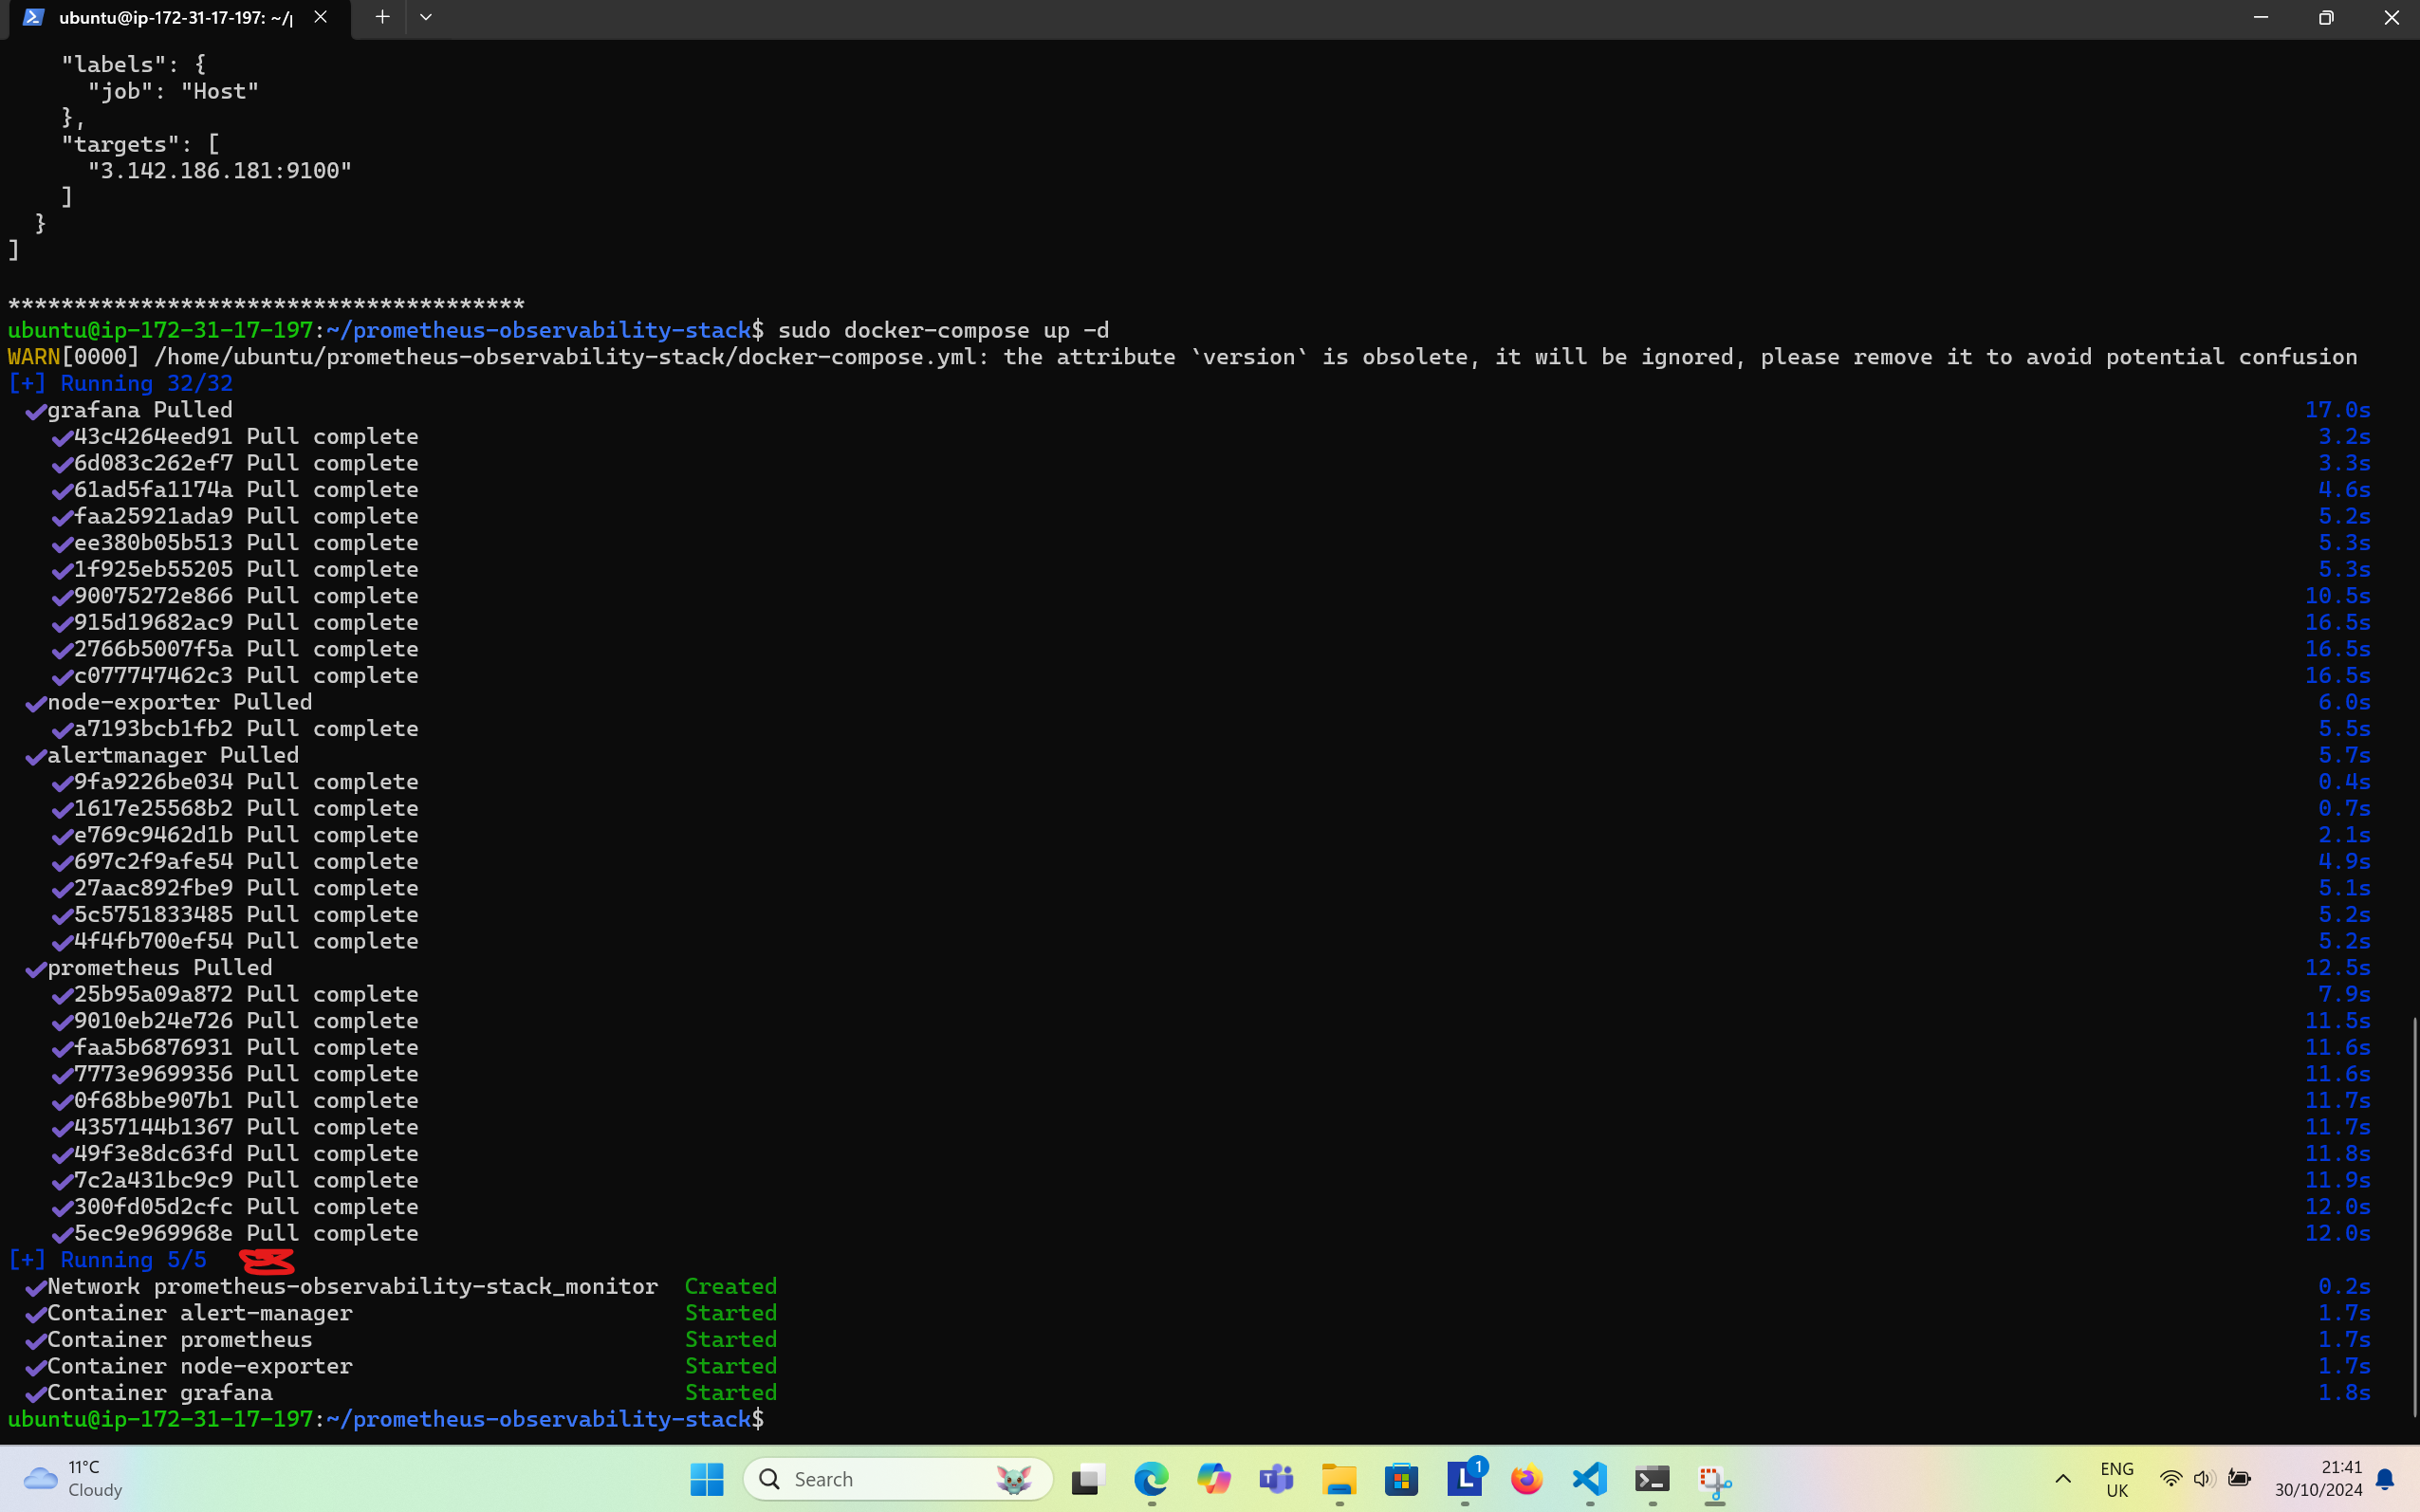 ubuntu@ip-172-31-17-197: ~/p
"labels": {
"job": "Host"
},
"targets": [
"3.142.186.181:9100"
]
}
]
***************************************
ubuntu@ip-172-31-17-197:~/prometheus-observability-stack$ sudo docker-compose up -d
WARN[0000] /home/ubuntu/prometheus-observability-stack/docker-compose.yml: the attribute `version` is obsolete, it will be ignored, please remove it to avoid potential confusion
[+] Running 32/32
✔grafana Pulled 17.0s
✔43c4264eed91 Pull complete 3.2s
✔6d083c262ef7 Pull complete 3.3s
✔61ad5fa1174a Pull complete 4.6s
✔faa25921ada9 Pull complete 5.2s
✔ee380b05b513 Pull complete 5.3s
✔1f925eb55205 Pull complete 5.3s
✔90075272e866 Pull complete 10.5s
✔915d19682ac9 Pull complete 16.5s
✔2766b5007f5a Pull complete 16.5s
✔c077747462c3 Pull complete 16.5s
✔node-exporter Pulled 6.0s
✔a7193bcb1fb2 Pull complete 5.5s
✔alertmanager Pulled 5.7s
✔9fa9226be034 Pull complete 0.4s
✔1617e25568b2 Pull complete 0.7s
✔e769c9462d1b Pull complete 2.1s
✔697c2f9afe54 Pull complete 4.9s
✔27aac892fbe9 Pull complete 5.1s
✔5c5751833485 Pull complete 5.2s
✔4f4fb700ef54 Pull complete 5.2s
✔prometheus Pulled 12.5s
✔25b95a09a872 Pull complete 7.9s
✔9010eb24e726 Pull complete 11.5s
✔faa5b6876931 Pull complete 11.6s
✔7773e9699356 Pull complete 11.6s
✔0f68bbe907b1 Pull complete 11.7s
✔4357144b1367 Pull complete 11.7s
✔49f3e8dc63fd Pull complete 11.8s
✔7c2a431bc9c9 Pull complete 11.9s
✔300fd05d2cfc Pull complete 12.0s
✔5ec9e969968e Pull complete 12.0s
[+] Running 5/5
✔Network prometheus-observability-stack_monitor Created 0.2s
✔Container alert-manager Started 1.7s
✔Container prometheus Started 1.7s
✔Container node-exporter Started 1.7s
✔Container grafana Started 1.8s
ubuntu@ip-172-31-17-197:~/prometheus-observability-stack$
11°C
Cloudy
Search
1
ENG
UK
21:41
30/10/2024